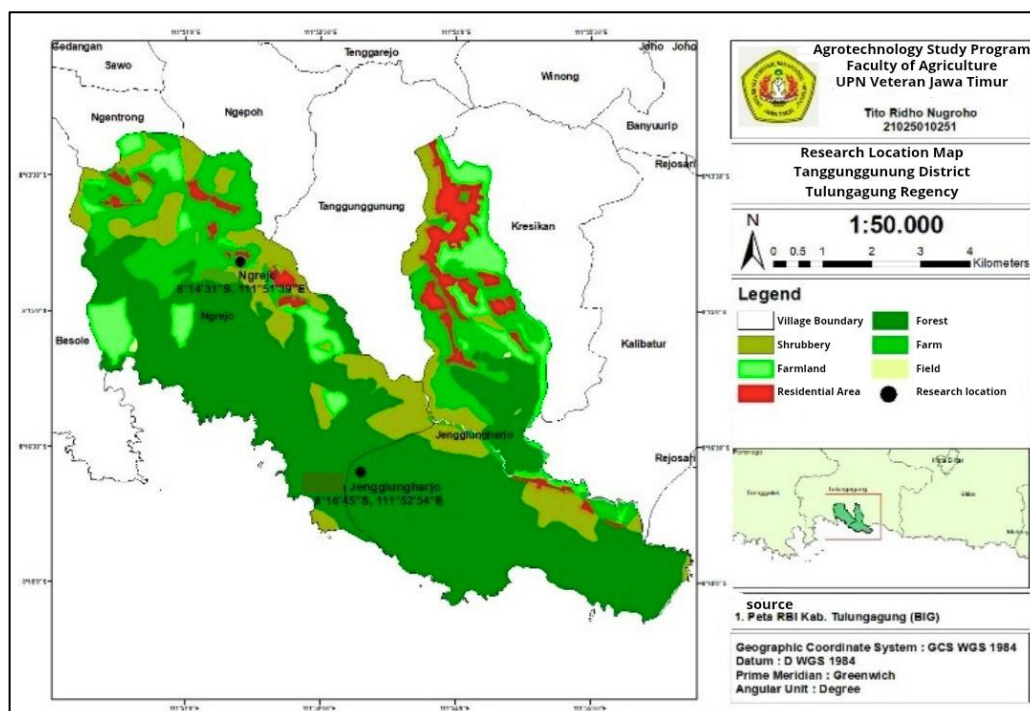 Gedangan
Sawo
Tenggarejo
Joho Joho
Winong
Ngentrong
Ngepoh
Banyuurip
Rejosari
Tanggunggunung
Kresikan
Ngrejo
8°14'31"S, 111°51'39"E
Ngrejo
Besole
Kalibatur
Jengglungharjo
Rejosari
Jengglungharjo
8°16'45"S, 111°52'54"E
Agrotechnology Study Program
Faculty of Agriculture
UPN Veteran Jawa Timur
Tito Ridho Nugroho
21025010251
Research Location Map
Tanggunggunung District
Tulungagung Regency
N
1:50.000
0 0.5 1 2 3 4
Kilometers
Legend
Village Boundary
Forest
Shrubbery
Farm
Farmland
Field
Residential Area
Research location
Tulungagung
source
1. Peta RBI Kab. Tulungagung (BIG)
Geographic Coordinate System : GCS WGS 1984
Datum : D WGS 1984
Prime Meridian : Greenwich
Angular Unit : Degree